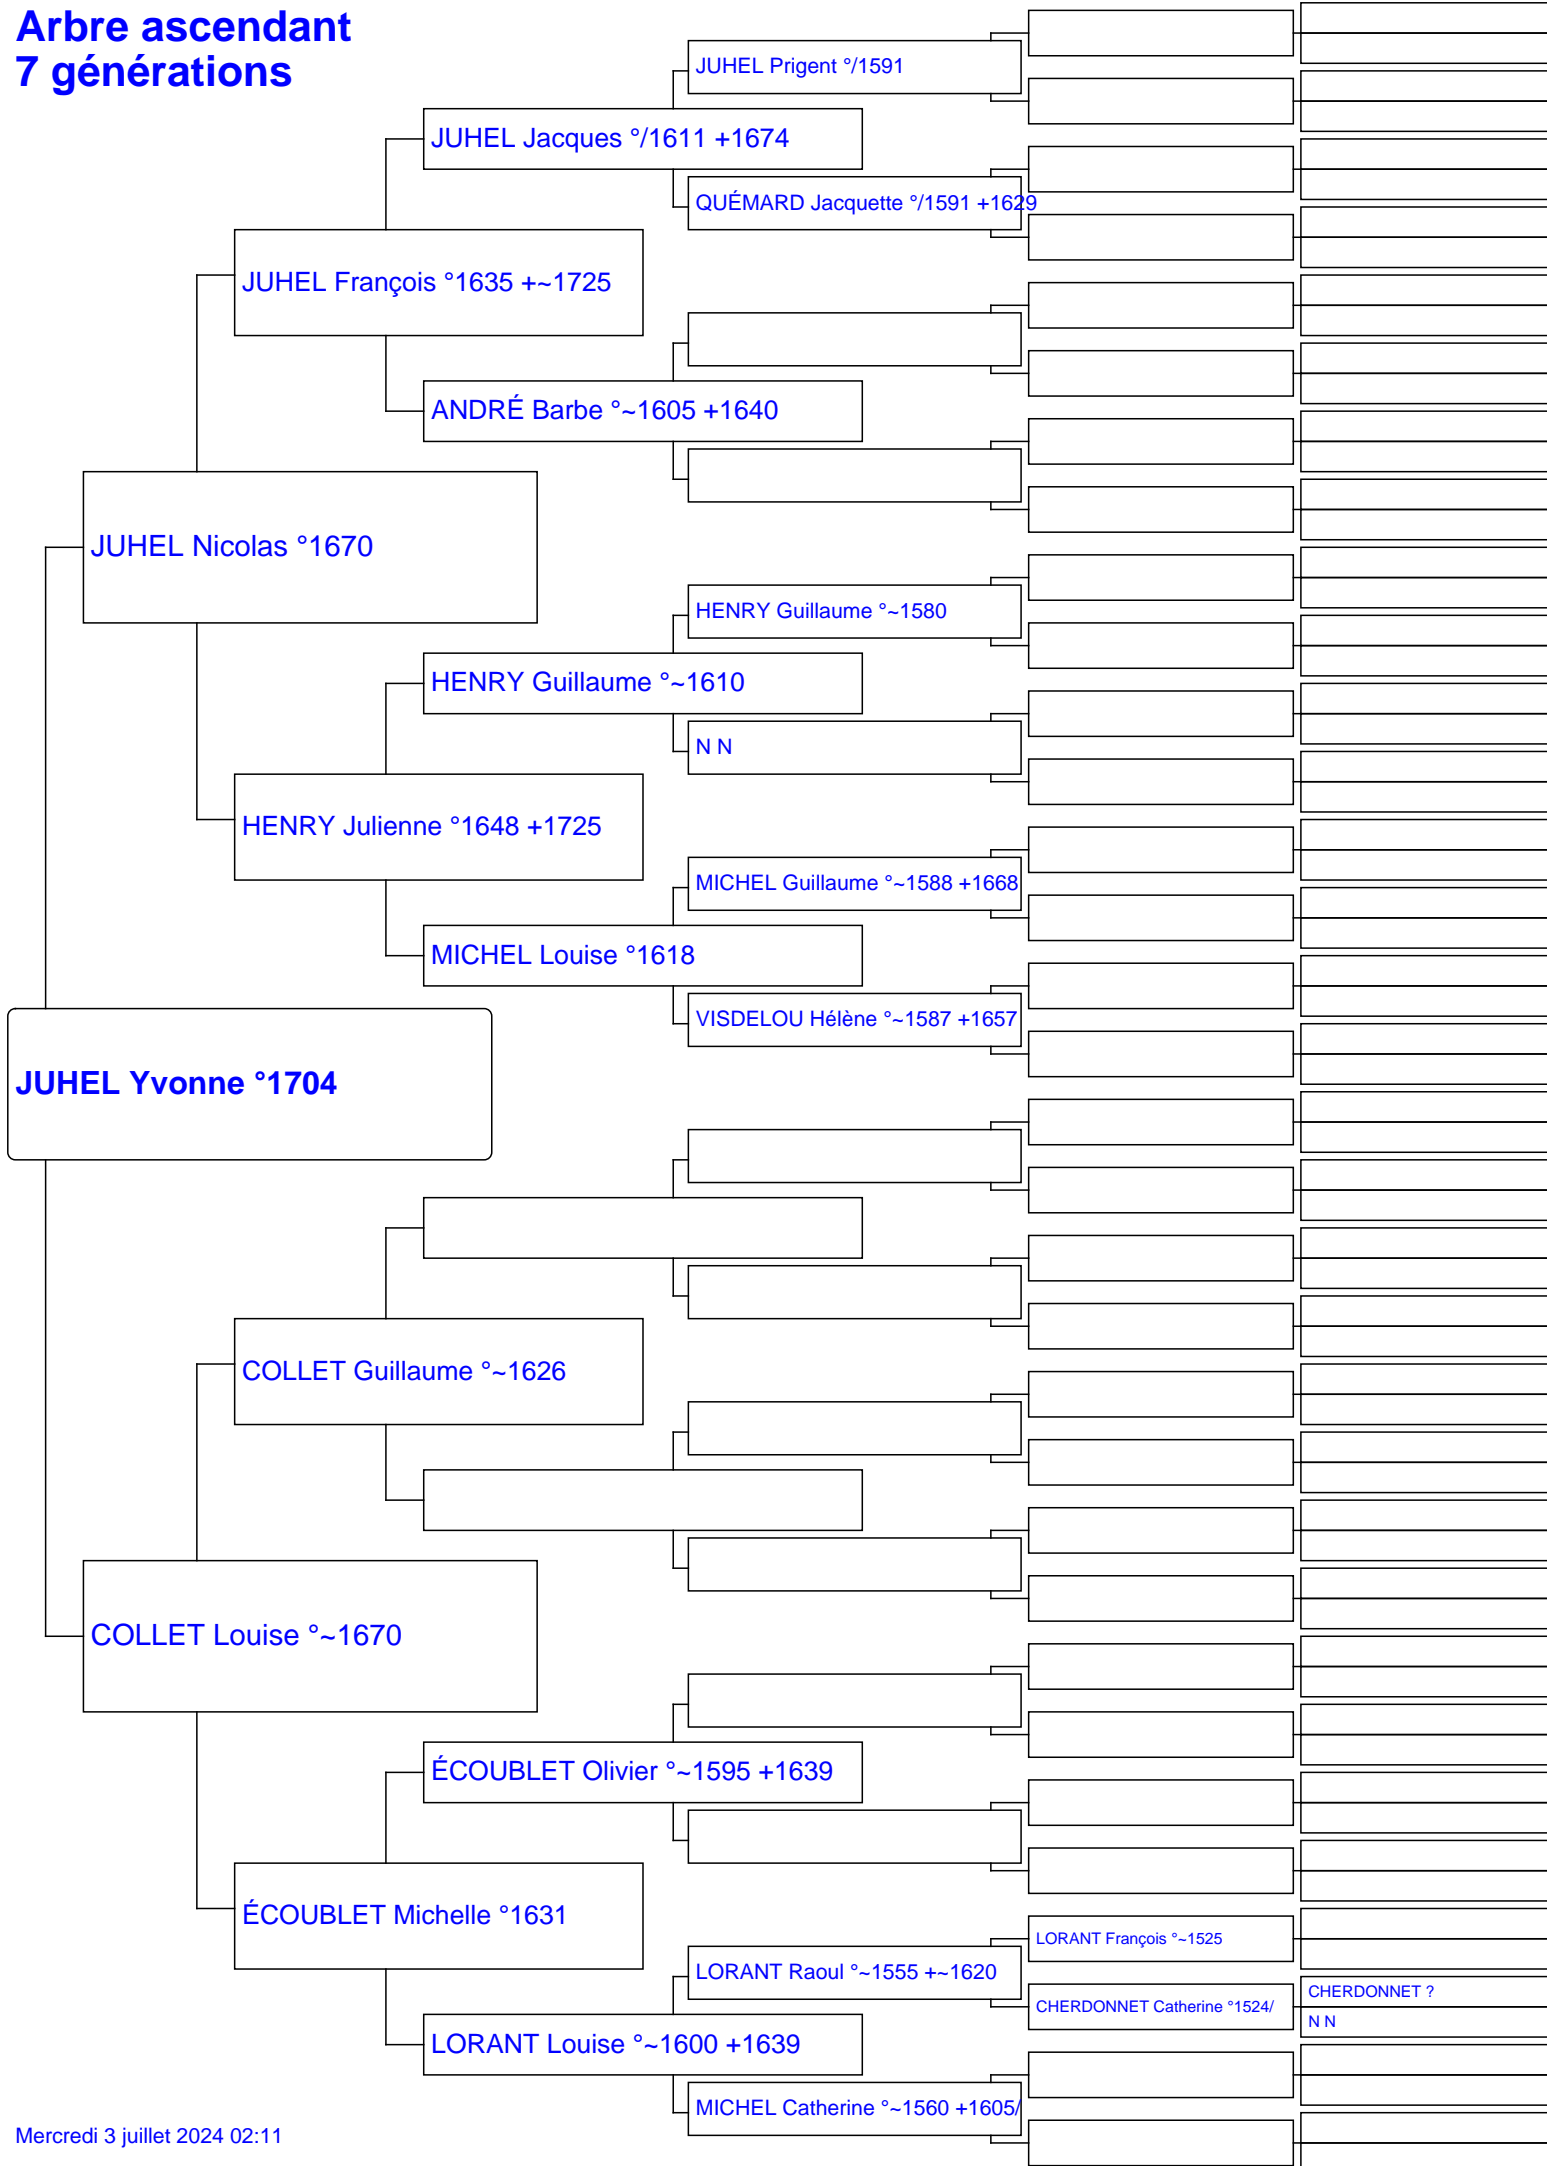 Arbre ascendant
7 générations
JUHEL Prigent °/1591
JUHEL Jacques °/1611 +1674
QUÉMARD Jacquette °/1591 +1629
JUHEL François °1635 +~1725
ANDRÉ Barbe °~1605 +1640
JUHEL Nicolas °1670
HENRY Guillaume °~1580
HENRY Guillaume °~1610
N N
HENRY Julienne °1648 +1725
MICHEL Guillaume °~1588 +1668
MICHEL Louise °1618
VISDELOU Hélène °~1587 +1657
JUHEL Yvonne °1704
COLLET Guillaume °~1626
COLLET Louise °~1670
ÉCOUBLET Olivier °~1595 +1639
ÉCOUBLET Michelle °1631
LORANT François °~1525
LORANT Raoul °~1555 +~1620
CHERDONNET ?
CHERDONNET Catherine °1524/
N N
LORANT Louise °~1600 +1639
MICHEL Catherine °~1560 +1605/
Mercredi 3 juillet 2024 02:11